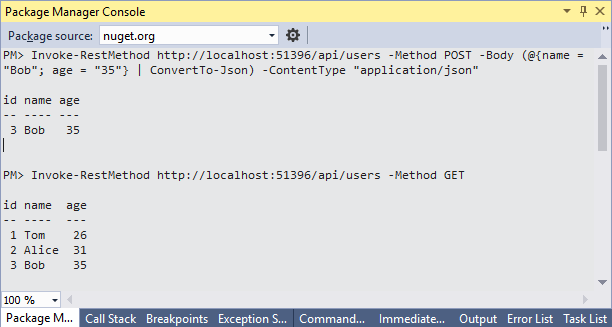 Package Manager Console
Package source: nuget.org
PM> Invoke-RestMethod http://localhost:51396/api/users -Method POST -Body (@{name =
"Bob"; age = "35"} | ConvertTo-Json) -ContentType "application/json"
id name age
-- ---- ---
3 Bob 35
PM> Invoke-RestMethod http://localhost:51396/api/users -Method GET
id name age
-- ---- ---
1 Tom 26
2 Alice 31
3 Bob 35
100 %
Package M... Call Stack Breakpoints Exception S... Command... Immediate... Output Error List Task List